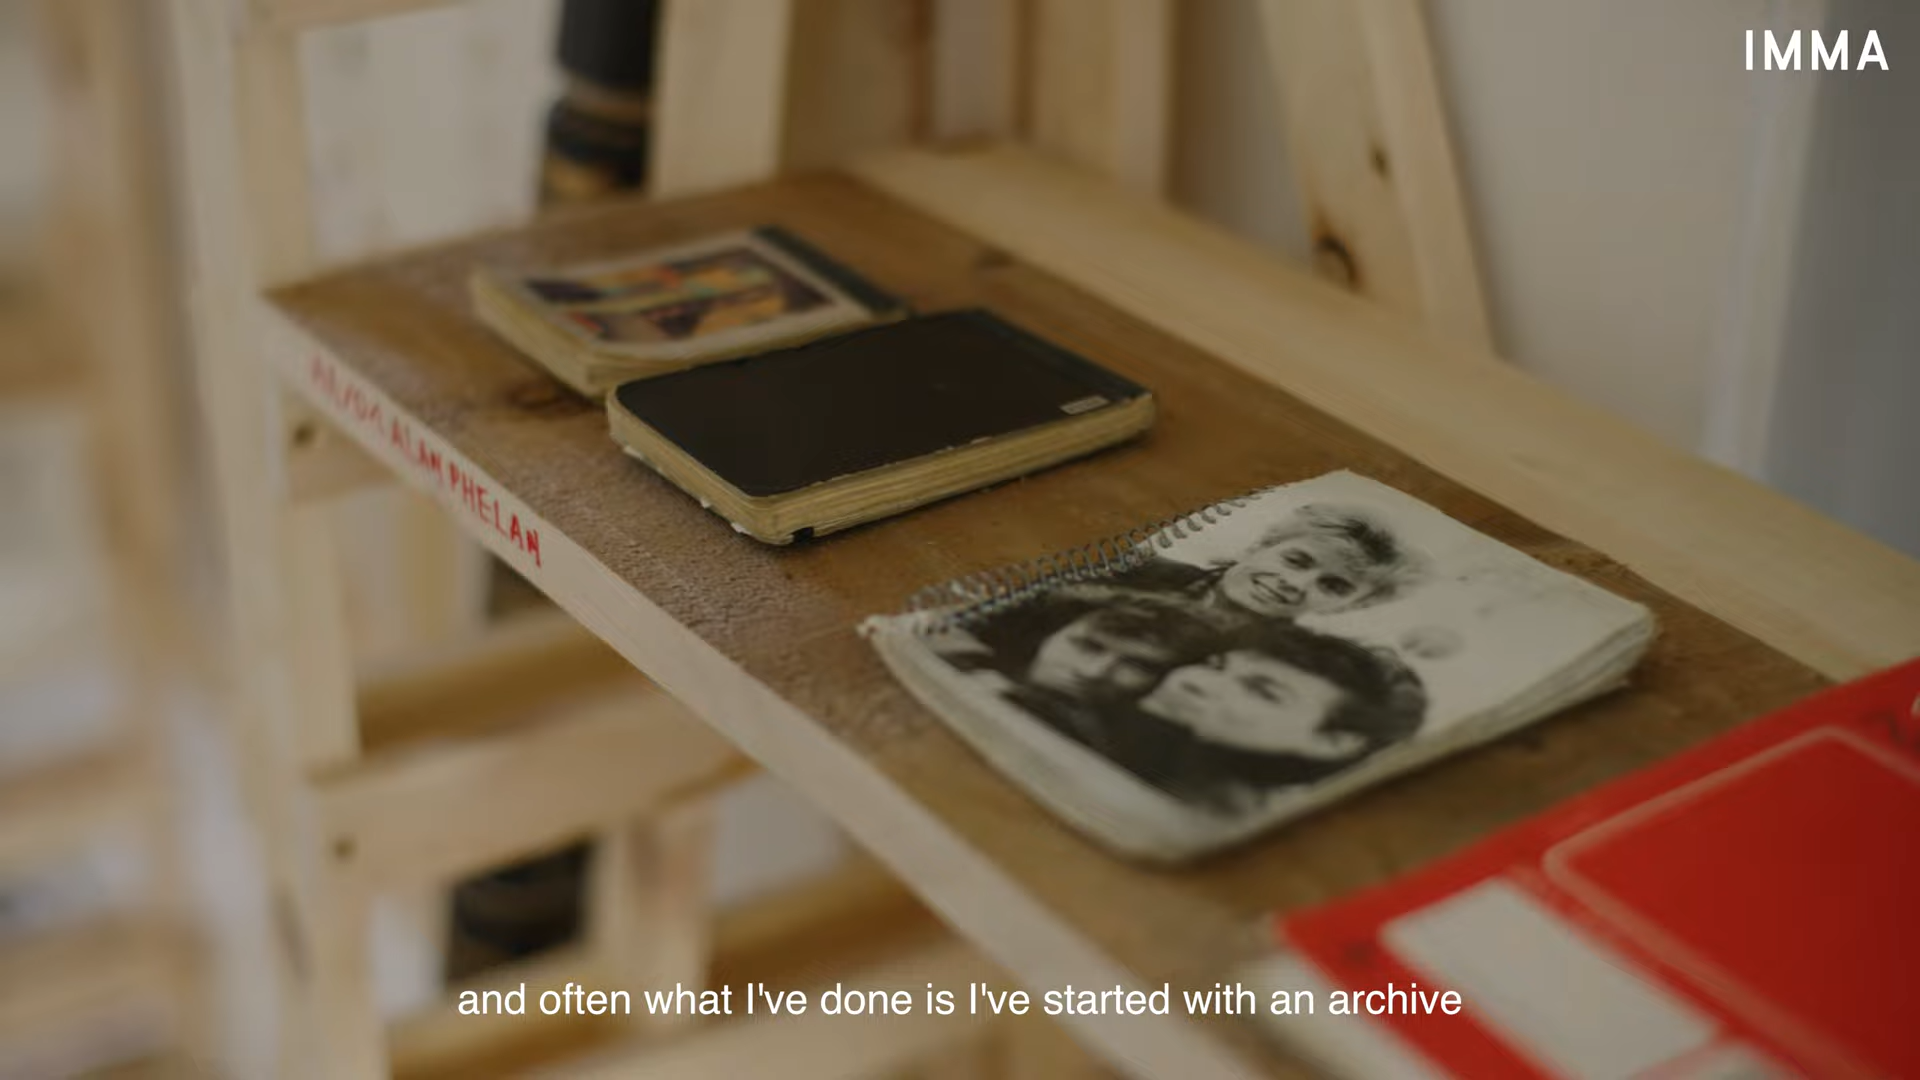 IMMA
ALAN PHELAN
and often what I've done is I've started with an archive